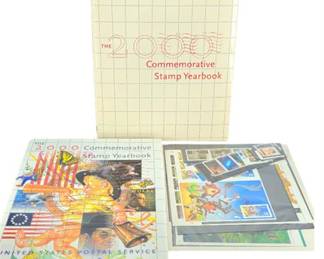 THE 2000
Commemorative
Stamp Yearbook
THE
2000 Commemorative
Stamp Yearbook
UNITED STATES POSTAL SERVICE